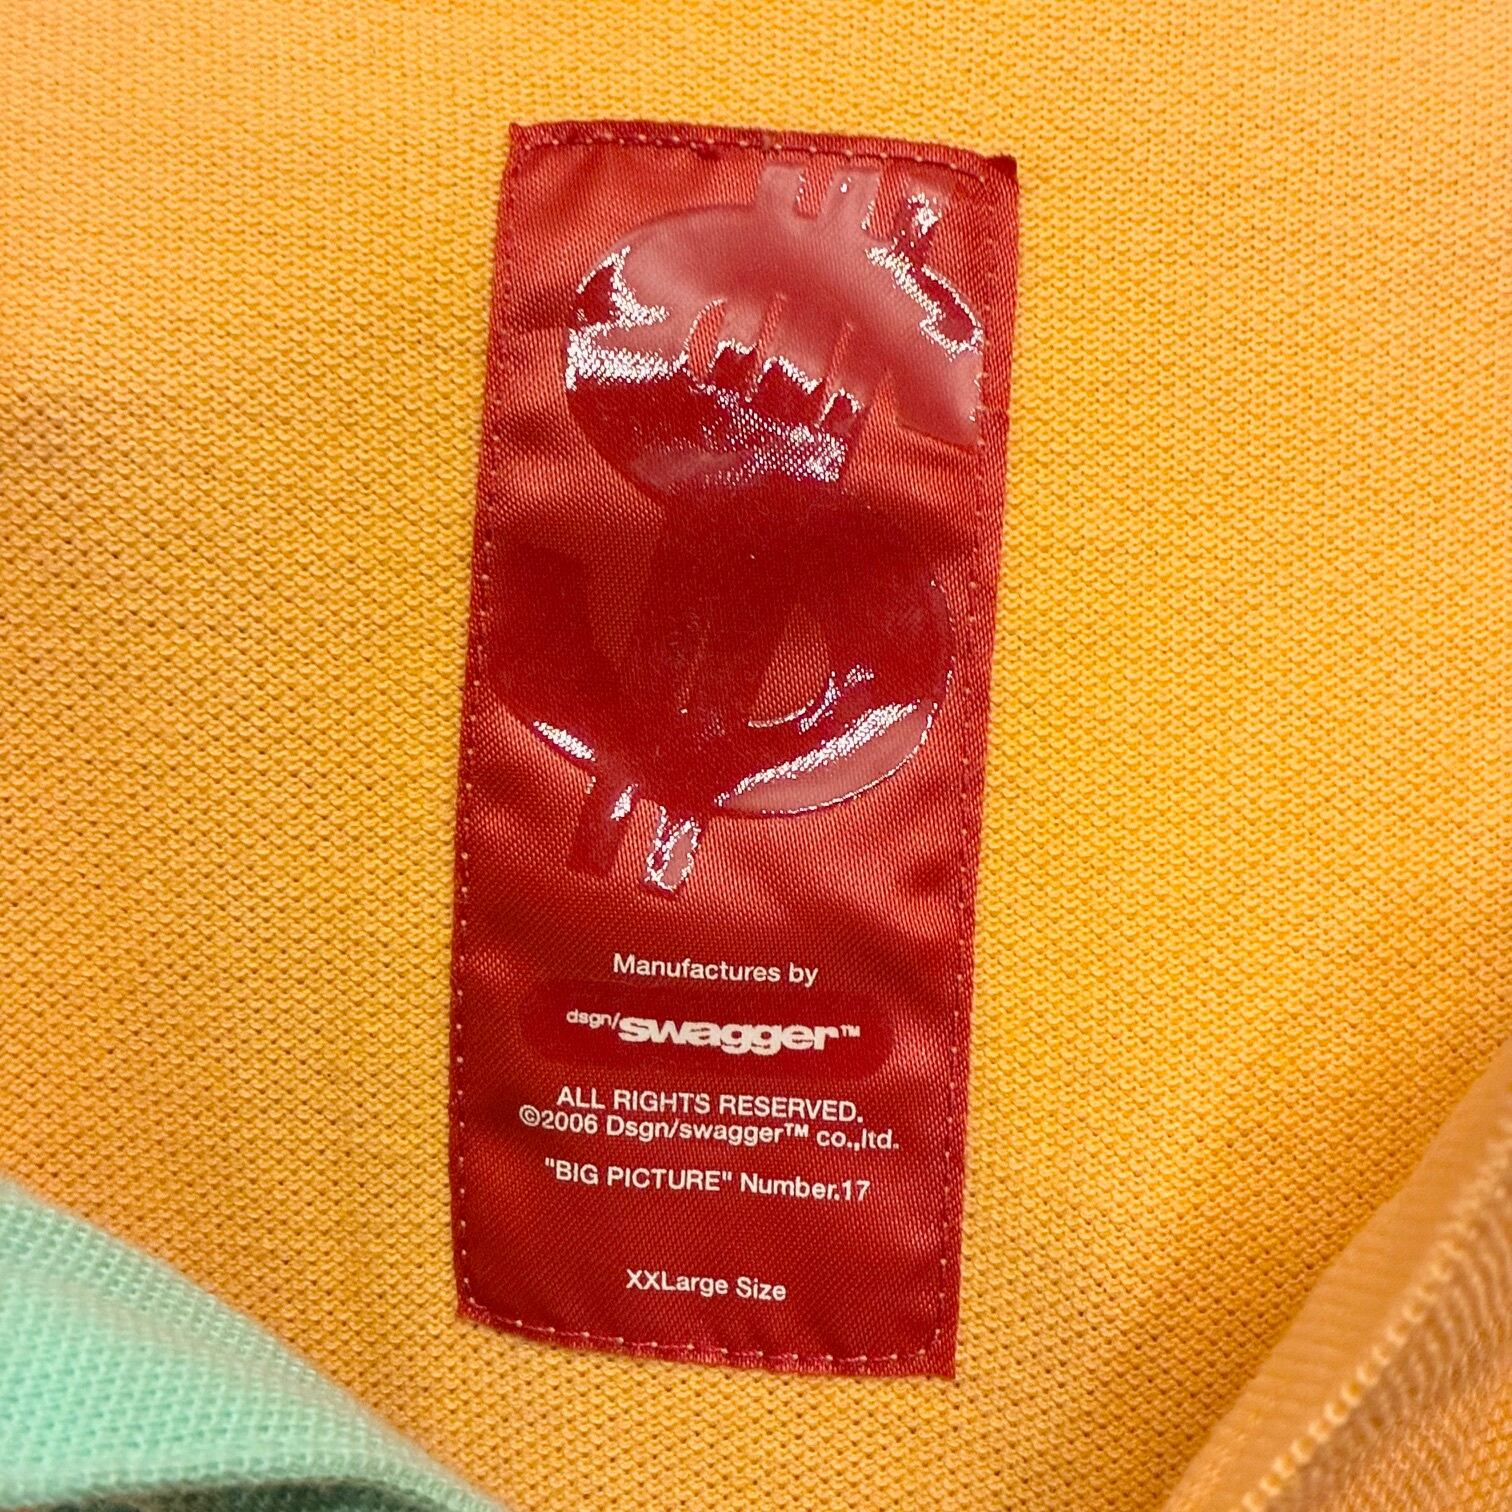 Manufactures by
dsgn/swagger™
ALL RIGHTS RESERVED.
©2006 Dsgn/swagger™ co.,ltd.
"BIG PICTURE" Number.17
XXLarge Size